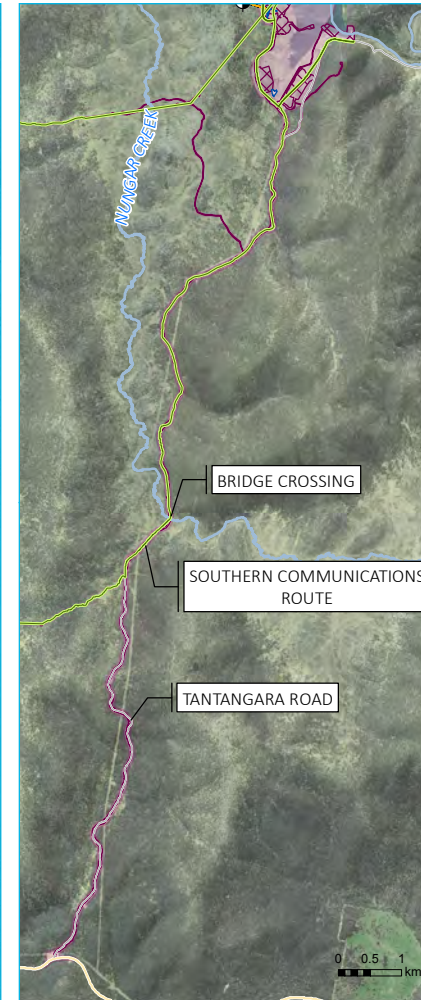 NUNGAR CREEK
BRIDGE CROSSING
SOUTHERN COMMUNICATIONS
ROUTE
TANTANGARA ROAD
0 0.5 1
km